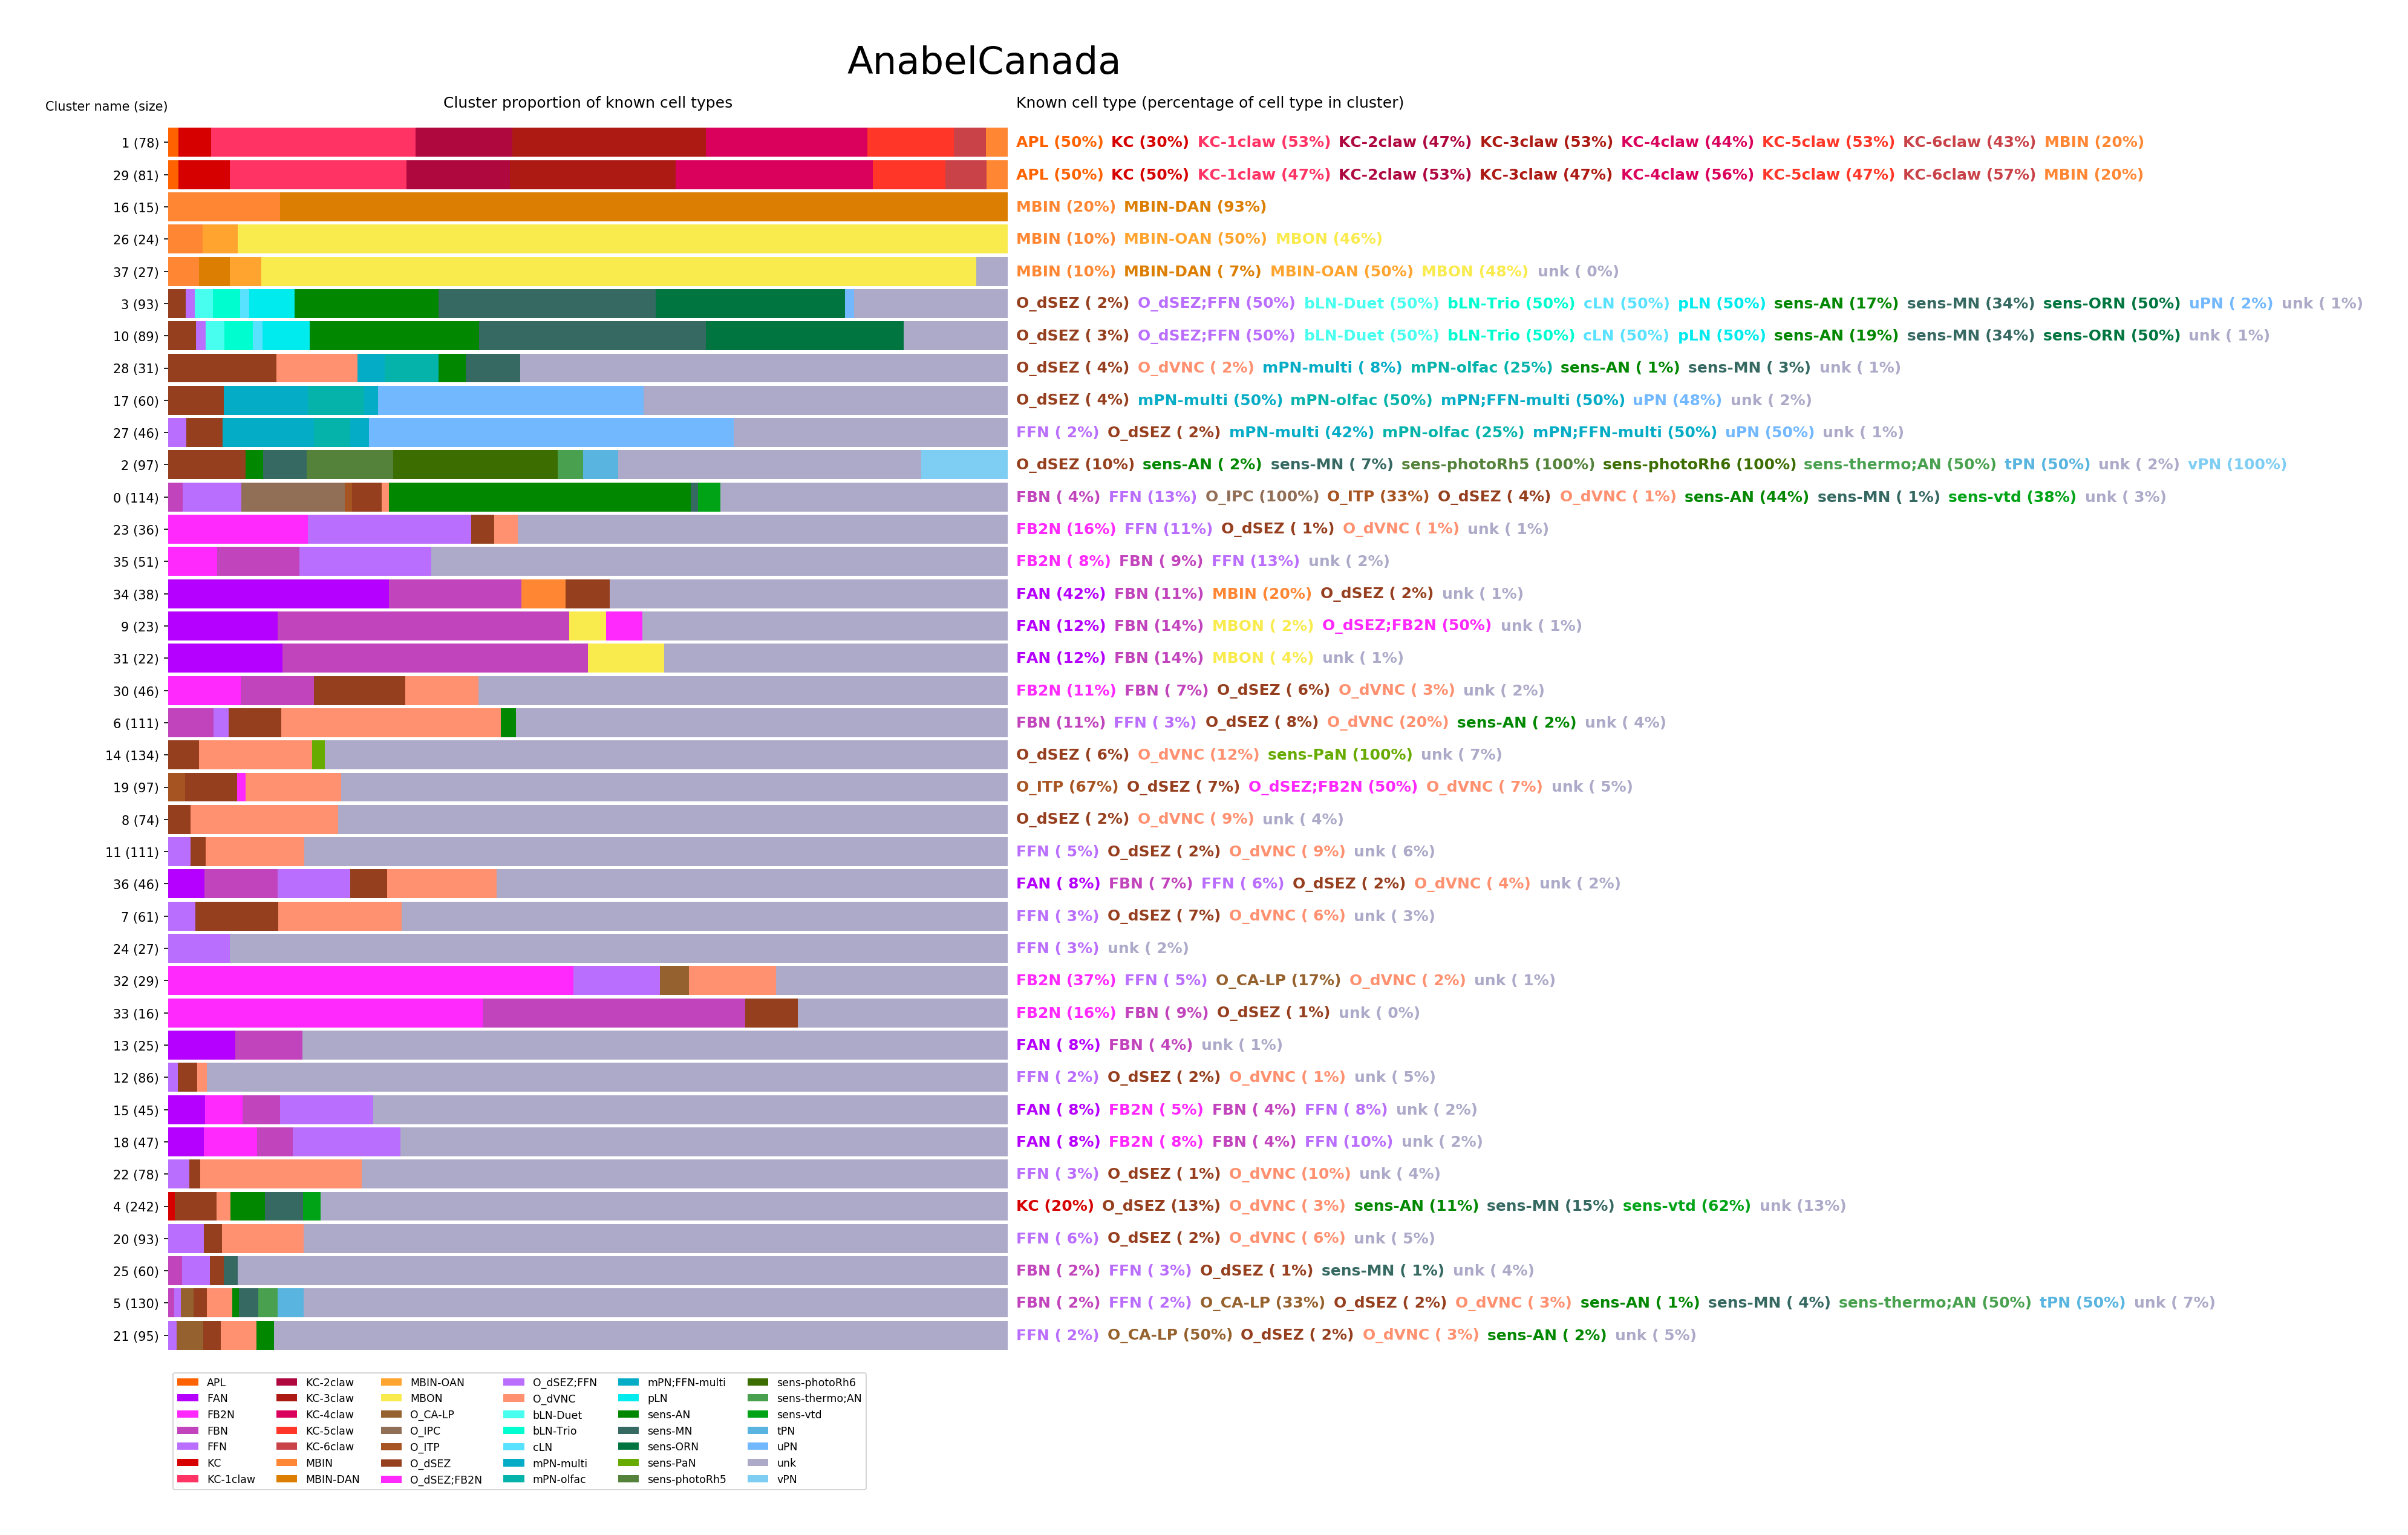 AnabelCanada
Cluster name (size)
Cluster proportion of known cell types
Known cell type (percentage of cell type in cluster)
1 (78) APL (50%) KC (30%) KC-1claw (53%) KC-2claw (47%) KC-3claw (53%) KC-4claw (44%) KC-5claw (53%) KC-6claw (43%) MBIN (20%)
29 (81) APL (50%) KC (50%) KC-1claw (47%) KC-2claw (53%) KC-3claw (47%) KC-4claw (56%) KC-5claw (47%) KC-6claw (57%) MBIN (20%)
16 (15) MBIN (20%) MBIN-DAN (93%)
26 (24) MBIN (10%) MBIN-OAN (50%) MBON (46%)
37 (27) MBIN (10%) MBIN-DAN ( 7%) MBIN-OAN (50%) MBON (48%) unk ( 0%)
3 (93) O_dSEZ ( 2%) O_dSEZ;FFN (50%) bLN-Duet (50%) bLN-Trio (50%) cLN (50%) pLN (50%) sens-AN (17%) sens-MN (34%) sens-ORN (50%) uPN ( 2%) unk ( 1%)
10 (89) O_dSEZ ( 3%) O_dSEZ;FFN (50%) bLN-Duet (50%) bLN-Trio (50%) cLN (50%) pLN (50%) sens-AN (19%) sens-MN (34%) sens-ORN (50%) unk ( 1%)
28 (31) O_dSEZ ( 4%) O_dVNC ( 2%) mPN-multi ( 8%) mPN-olfac (25%) sens-AN ( 1%) sens-MN ( 3%) unk ( 1%)
17 (60) O_dSEZ ( 4%) mPN-multi (50%) mPN-olfac (50%) mPN;FFN-multi (50%) uPN (48%) unk ( 2%)
27 (46) FFN ( 2%) O_dSEZ ( 2%) mPN-multi (42%) mPN-olfac (25%) mPN;FFN-multi (50%) uPN (50%) unk ( 1%)
2 (97) O_dSEZ (10%) sens-AN ( 2%) sens-MN ( 7%) sens-photoRh5 (100%) sens-photoRh6 (100%) sens-thermo;AN (50%) tPN (50%) unk ( 2%) vPN (100%)
0 (114) FBN ( 4%) FFN (13%) O_IPC (100%) O_ITP (33%) O_dSEZ ( 4%) O_dVNC ( 1%) sens-AN (44%) sens-MN ( 1%) sens-vtd (38%) unk ( 3%)
23 (36) FB2N (16%) FFN (11%) O_dSEZ ( 1%) O_dVNC ( 1%) unk ( 1%)
35 (51) FB2N ( 8%) FBN ( 9%) FFN (13%) unk ( 2%)
34 (38) FAN (42%) FBN (11%) MBIN (20%) O_dSEZ ( 2%) unk ( 1%)
9 (23) FAN (12%) FBN (14%) MBON ( 2%) O_dSEZ;FB2N (50%) unk ( 1%)
31 (22) FAN (12%) FBN (14%) MBON ( 4%) unk ( 1%)
30 (46) FB2N (11%) FBN ( 7%) O_dSEZ ( 6%) O_dVNC ( 3%) unk ( 2%)
6 (111) FBN (11%) FFN ( 3%) O_dSEZ ( 8%) O_dVNC (20%) sens-AN ( 2%) unk ( 4%)
14 (134) O_dSEZ ( 6%) O_dVNC (12%) sens-PaN (100%) unk ( 7%)
19 (97) O_ITP (67%) O_dSEZ ( 7%) O_dSEZ;FB2N (50%) O_dVNC ( 7%) unk ( 5%)
8 (74) O_dSEZ ( 2%) O_dVNC ( 9%) unk ( 4%)
11 (111) FFN ( 5%) O_dSEZ ( 2%) O_dVNC ( 9%) unk ( 6%)
36 (46) FAN ( 8%) FBN ( 7%) FFN ( 6%) O_dSEZ ( 2%) O_dVNC ( 4%) unk ( 2%)
7 (61) FFN ( 3%) O_dSEZ ( 7%) O_dVNC ( 6%) unk ( 3%)
24 (27) FFN ( 3%) unk ( 2%)
32 (29) FB2N (37%) FFN ( 5%) O_CA-LP (17%) O_dVNC ( 2%) unk ( 1%)
33 (16) FB2N (16%) FBN ( 9%) O_dSEZ ( 1%) unk ( 0%)
13 (25) FAN ( 8%) FBN ( 4%) unk ( 1%)
12 (86) FFN ( 2%) O_dSEZ ( 2%) O_dVNC ( 1%) unk ( 5%)
15 (45) FAN ( 8%) FB2N ( 5%) FBN ( 4%) FFN ( 8%) unk ( 2%)
18 (47) FAN ( 8%) FB2N ( 8%) FBN ( 4%) FFN (10%) unk ( 2%)
22 (78) FFN ( 3%) O_dSEZ ( 1%) O_dVNC (10%) unk ( 4%)
4 (242) KC (20%) O_dSEZ (13%) O_dVNC ( 3%) sens-AN (11%) sens-MN (15%) sens-vtd (62%) unk (13%)
20 (93) FFN ( 6%) O_dSEZ ( 2%) O_dVNC ( 6%) unk ( 5%)
25 (60) FBN ( 2%) FFN ( 3%) O_dSEZ ( 1%) sens-MN ( 1%) unk ( 4%)
5 (130) FBN ( 2%) FFN ( 2%) O_CA-LP (33%) O_dSEZ ( 2%) O_dVNC ( 3%) sens-AN ( 1%) sens-MN ( 4%) sens-thermo;AN (50%) tPN (50%) unk ( 7%)
21 (95) FFN ( 2%) O_CA-LP (50%) O_dSEZ ( 2%) O_dVNC ( 3%) sens-AN ( 2%) unk ( 5%)
APL KC-2claw MBIN-OAN O_dSEZ;FFN mPN;FFN-multi sens-photoRh6
FAN KC-3claw MBON O_dVNC pLN sens-thermo;AN
FB2N KC-4claw O_CA-LP bLN-Duet sens-AN sens-vtd
FBN KC-5claw O_IPC bLN-Trio sens-MN tPN
FFN KC-6claw O_ITP cLN sens-ORN uPN
KC MBIN O_dSEZ mPN-multi sens-PaN unk
KC-1claw MBIN-DAN O_dSEZ;FB2N mPN-olfac sens-photoRh5 vPN